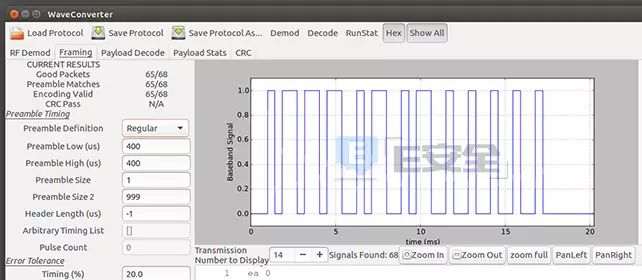 WaveConverter
Load Protocol Save Protocol Save Protocol As... Demod Decode RunStat Hex Show All
RF Demod Framing Payload Decode Payload Stats CRC
CURRENT RESULTS
Good Packets 65/68
Preamble Matches 65/68
Encoding Valid 65/68
CRC Pass N/A
Preamble Timing
Preamble Definition Regular
Preamble Low (us) 400
Preamble High (us) 400
Preamble Size 1
Preamble Size 2 999
Header Length (us) -1
Arbitrary Timing List []
Pulse Count 0
Error Tolerance
Timing (%) 20.0
Baseband Signal
1.0
0.8
0.6
0.4
0.2
0.0
0 5 10 15 20
time (ms)
E安全
Transmission
Number to Display 14 − + Signals Found: 68 Zoom In Zoom Out zoom full PanLeft PanRight
1 ea 0